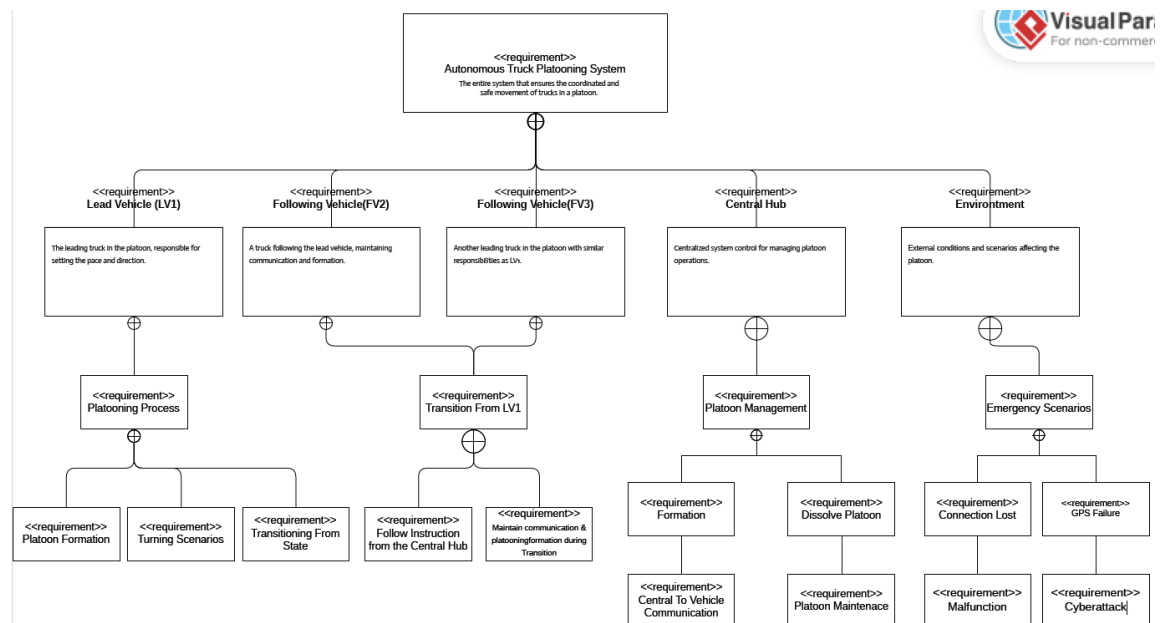 VisualPara
For non-commerc
<<requirement>>
Autonomous Truck Platooning System
The entire system that ensures the coordinated and
safe movement of trucks in a platoon.
<<requirement>>
Lead Vehicle (LV1)
The leading truck in the platoon, responsible for
setting the pace and direction.
<<requirement>>
Following Vehicle(FV2)
A truck following the lead vehicle, maintaining
communication and formation.
<<requirement>>
Following Vehicle(FV3)
Another leading truck in the platoon with similar
responsibilities as LV1.
<<requirement>>
Central Hub
Centralized system control for managing platoon
operations.
<<requirement>>
Environtment
External conditions and scenarios affecting the
platoon.
<<requirement>>
Platooning Process
<<requirement>>
Transition From LV1
<<requirement>>
Platoon Management
<requirement>>
Emergency Scenarios
<<requirement>>
Platoon Formation
<<requirement>>
Turning Scenarios
<<requirement>>
Transitioning From
State
<<requirement>>
Follow Instruction
from the Central Hub
<<requirement>>
Maintain communication &
platooningformation during
Transition
<<requirement>>
Formation
<<requirement>>
Dissolve Platoon
<<requirement>>
Connection Lost
<<requirement>>
GPS Failure
<<requirement>>
Central To Vehicle
Communication
<<requirement>>
Platoon Maintenace
<<requirement>>
Malfunction
<<requirement>>
Cyberattack